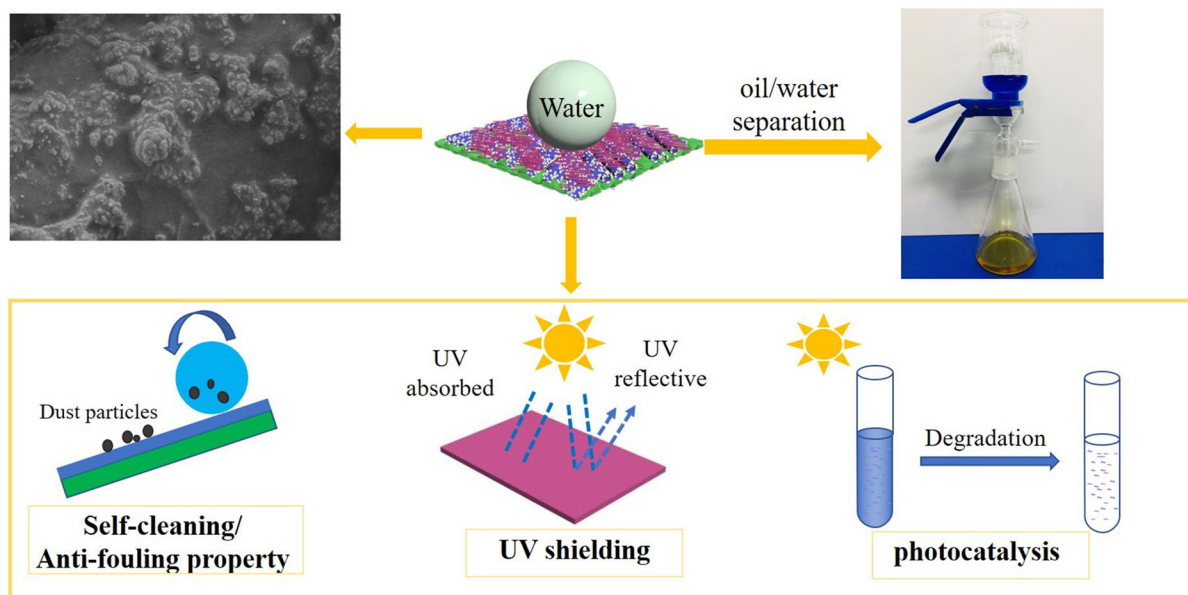 Water
oil/water
separation
Dust particles
Self-cleaning/
Anti-fouling property
UV
absorbed
UV
reflective
UV shielding
Degradation
photocatalysis